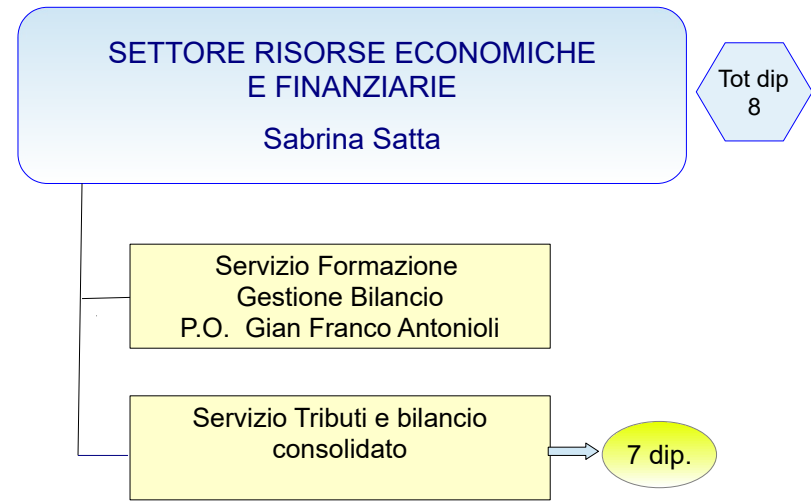 SETTORE RISORSE ECONOMICHE
E FINANZIARIE
Sabrina Satta
Tot dip
8
Servizio Formazione
Gestione Bilancio
P.O. Gian Franco Antonioli
Servizio Tributi e bilancio
consolidato
7 dip.